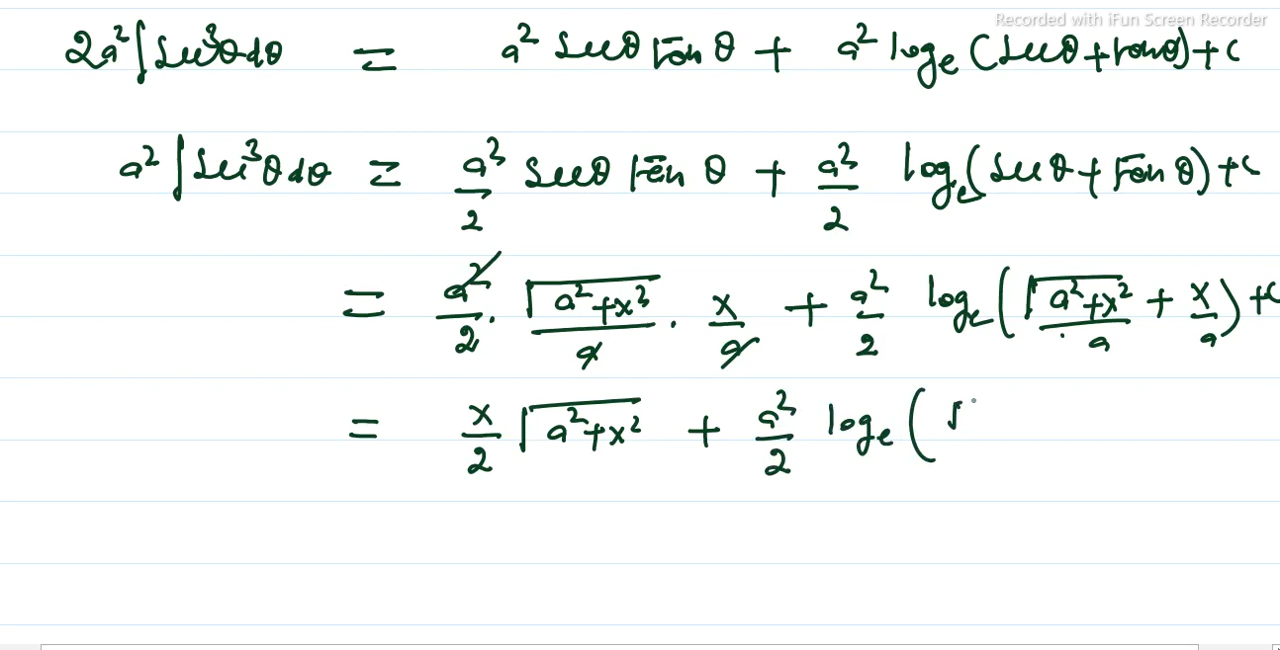 Recorded with iFun Screen Recorder
2a²∫sec³θdθ = a² secθ tanθ + a² logₑ(secθ+tanθ)+c
a²∫sec³θdθ = a²/2 secθ tanθ + a²/2 logₑ(secθ+tanθ)+c
= a²/2 · √(a²+x²)/a · x/a + a²/2 logₑ(√(a²+x²)/a + x/a)+c
= x/2 √(a²+x²) + a²/2 logₑ(√